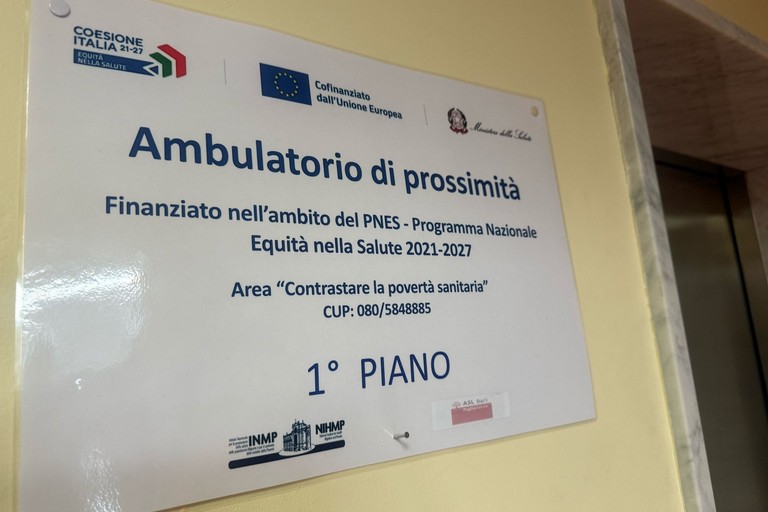 COESIONE
ITALIA 21-27
EQUITÀ
NELLA SALUTE
Cofinanziato
dall'Unione Europea
Ministero della Salute
Ambulatorio di prossimità
Finanziato nell'ambito del PNES - Programma Nazionale
Equità nella Salute 2021-2027
Area “Contrastare la povertà sanitaria”
CUP: 080/5848885
1° PIANO
INMP
NIHMP
ASL Bari